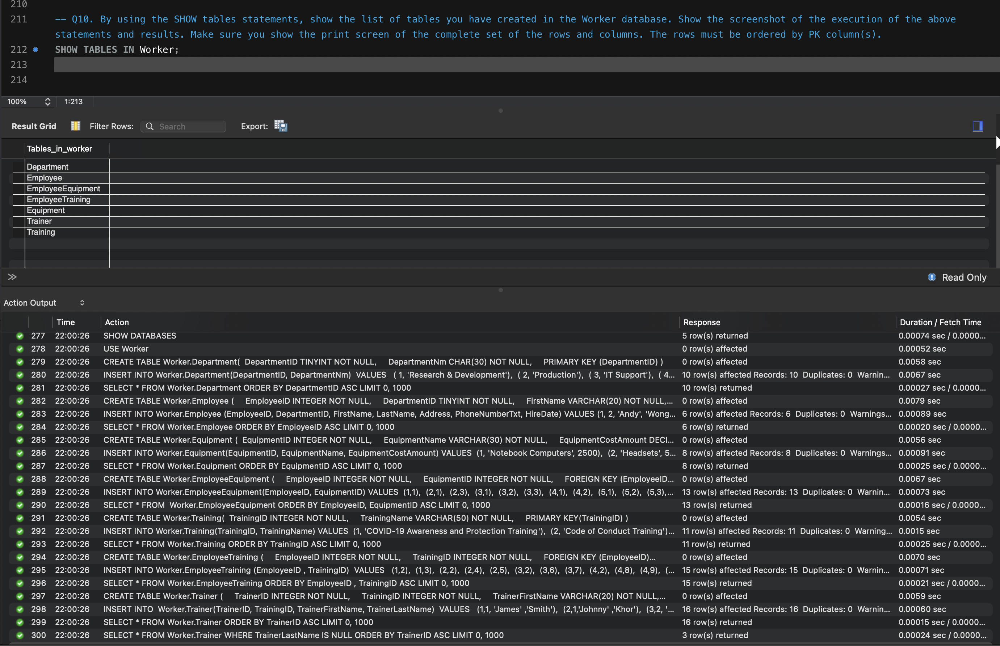 210
211 -- Q10. By using the SHOW tables statements, show the list of tables you have created in the Worker database. Show the screenshot of the execution of the above
statements and results. Make sure you show the print screen of the complete set of the rows and columns. The rows must be ordered by PK column(s).
212 SHOW TABLES IN Worker;
213
214
100% 1:213
Result Grid Filter Rows: Search Export:
Tables_in_worker
Department
Employee
EmployeeEquipment
EmployeeTraining
Equipment
Trainer
Training
Read Only
Action Output
Time Action Response Duration / Fetch Time
277 22:00:26 SHOW DATABASES 5 row(s) returned 0.00074 sec / 0.0000...
278 22:00:26 USE Worker 0 row(s) affected 0.00052 sec
279 22:00:26 CREATE TABLE Worker.Department( DepartmentID TINYINT NOT NULL, DepartmentNm CHAR(30) NOT NULL, PRIMARY KEY (DepartmentID) ) 0 row(s) affected 0.0058 sec
280 22:00:26 INSERT INTO Worker.Department(DepartmentID, DepartmentNm) VALUES ( 1, 'Research & Development'), ( 2, 'Production'), ( 3, 'IT Support'), ( 4... 10 row(s) affected Records: 10 Duplicates: 0 Warnin... 0.0067 sec
281 22:00:26 SELECT * FROM Worker.Department ORDER BY DepartmentID ASC LIMIT 0, 1000 10 row(s) returned 0.00027 sec / 0.0000...
282 22:00:26 CREATE TABLE Worker.Employee ( EmployeeID INTEGER NOT NULL, DepartmentID TINYINT NOT NULL, FirstName VARCHAR(20) NOT NULL,... 0 row(s) affected 0.0079 sec
283 22:00:26 INSERT INTO Worker.Employee (EmployeeID, DepartmentID, FirstName, LastName, Address, PhoneNumberTxt, HireDate) VALUES (1, 2, 'Andy', 'Wong... 6 row(s) affected Records: 6 Duplicates: 0 Warnings... 0.00089 sec
284 22:00:26 SELECT * FROM Worker.Employee ORDER BY EmployeeID ASC LIMIT 0, 1000 6 row(s) returned 0.00020 sec / 0.0000...
285 22:00:26 CREATE TABLE Worker.Equipment ( EquipmentID INTEGER NOT NULL, EquipmentName VARCHAR(30) NOT NULL, EquipmentCostAmount DECI... 0 row(s) affected 0.0056 sec
286 22:00:26 INSERT INTO Worker.Equipment(EquipmentID, EquipmentName, EquipmentCostAmount) VALUES (1, 'Notebook Computers', 2500), (2, 'Headsets', 5... 8 row(s) affected Records: 8 Duplicates: 0 Warnings... 0.00091 sec
287 22:00:26 SELECT * FROM Worker.Equipment ORDER BY EquipmentID ASC LIMIT 0, 1000 8 row(s) returned 0.00025 sec / 0.0000...
288 22:00:26 CREATE TABLE Worker.EmployeeEquipment ( EmployeeID INTEGER NOT NULL, EquipmentID INTEGER NOT NULL, FOREIGN KEY (EmployeeID... 0 row(s) affected 0.0067 sec
289 22:00:26 INSERT INTO Worker.EmployeeEquipment(EmployeeID, EquipmentID) VALUES (1,1), (2,1), (2,3), (3,1), (3,2), (3,3), (4,1), (4,2), (5,1), (5,2), (5,3),... 13 row(s) affected Records: 13 Duplicates: 0 Warnin... 0.00073 sec
290 22:00:26 SELECT * FROM Worker.EmployeeEquipment ORDER BY EmployeeID, EquipmentID ASC LIMIT 0, 1000 13 row(s) returned 0.00016 sec / 0.0000...
291 22:00:26 CREATE TABLE Worker.Training( TrainingID INTEGER NOT NULL, TrainingName VARCHAR(50) NOT NULL, PRIMARY KEY(TrainingID) ) 0 row(s) affected 0.0054 sec
292 22:00:26 INSERT INTO Worker.Training(TrainingID, TrainingName) VALUES (1, 'COVID-19 Awareness and Protection Training'), (2, 'Code of Conduct Training')... 11 row(s) affected Records: 11 Duplicates: 0 Warning... 0.0015 sec
293 22:00:26 SELECT * FROM Worker.Training ORDER BY TrainingID ASC LIMIT 0, 1000 11 row(s) returned 0.00025 sec / 0.0000...
294 22:00:26 CREATE TABLE Worker.EmployeeTraining ( EmployeeID INTEGER NOT NULL, TrainingID INTEGER NOT NULL, FOREIGN KEY (EmployeeID)... 0 row(s) affected 0.0070 sec
295 22:00:26 INSERT INTO Worker.EmployeeTraining (EmployeeID , TrainingID) VALUES (1,2), (1,3), (2,2), (2,4), (2,5), (3,2), (3,6), (3,7), (4,2), (4,8), (4,9), (... 15 row(s) affected Records: 15 Duplicates: 0 Warnin... 0.00071 sec
296 22:00:26 SELECT * FROM Worker.EmployeeTraining ORDER BY EmployeeID , TrainingID ASC LIMIT 0, 1000 15 row(s) returned 0.00021 sec / 0.0000...
297 22:00:26 CREATE TABLE Worker.Trainer ( TrainerID INTEGER NOT NULL, TrainingID INTEGER NOT NULL, TrainerFirstName VARCHAR(20) NOT NULL,... 0 row(s) affected 0.0059 sec
298 22:00:26 INSERT INTO Worker.Trainer(TrainerID, TrainingID, TrainerFirstName, TrainerLastName) VALUES (1,1, 'James' ,'Smith'), (2,1,'Johnny' ,'Khor'), (3,2, '... 16 row(s) affected Records: 16 Duplicates: 0 Warnin... 0.00060 sec
299 22:00:26 SELECT * FROM Worker.Trainer ORDER BY TrainerID ASC LIMIT 0, 1000 16 row(s) returned 0.00015 sec / 0.0000...
300 22:00:26 SELECT * FROM Worker.Trainer WHERE TrainerLastName IS NULL ORDER BY TrainerID ASC LIMIT 0, 1000 3 row(s) returned 0.00024 sec / 0.0000...